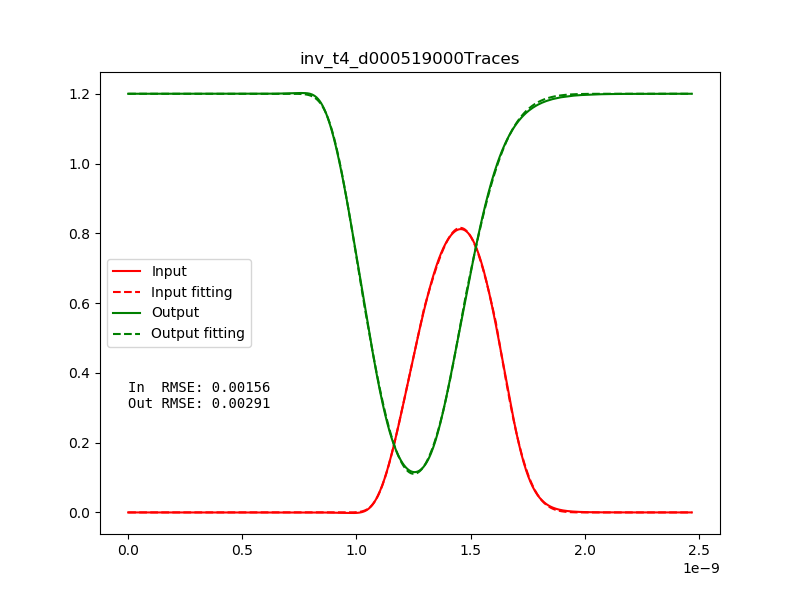 inv_t4_d000519000Traces
1.2
1.0
0.8
0.6
0.4
0.2
0.0
Input
Input fitting
Output
Output fitting
In  RMSE: 0.00156
Out RMSE: 0.00291
0.0
0.5
1.0
1.5
2.0
2.5
1e−9